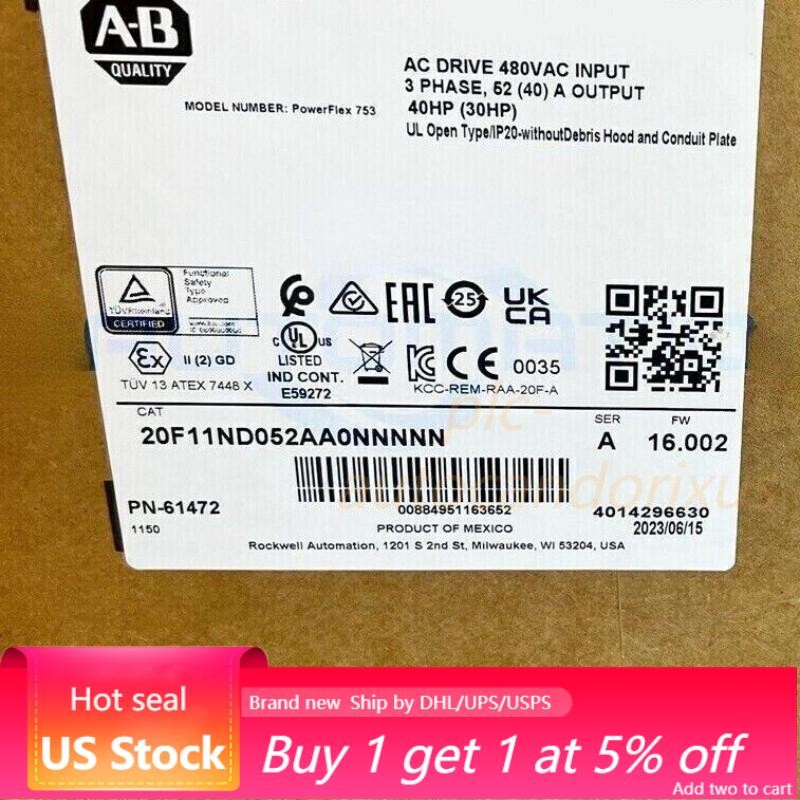 A-B
QUALITY
AC DRIVE 480VAC INPUT
3 PHASE, 52 (40) A OUTPUT
40HP (30HP)
UL Open Type/IP20-withoutDebris Hood and Conduit Plate
MODEL NUMBER: PowerFlex 753
TÜVRheinland
CERTIFIED
Functional
Safety
Type
Approved
EAC
25
UK
CA
Ex II (2) GD
TÜV 13 ATEX 7448 X
C UL US
LISTED
IND CONT.
E59272
CE 0035
KCC-REM-RAA-20F-A
CAT
20F11ND052AA0NNNNN
SER
A
FW
16.002
PN-61472
1150
00884951163652
PRODUCT OF MEXICO
4014296630
2023/06/15
Rockwell Automation, 1201 S 2nd St, Milwaukee, WI 53204, USA
Hot seal
US Stock
Brand new Ship by DHL/UPS/USPS
Buy 1 get 1 at 5% off
Add two to cart